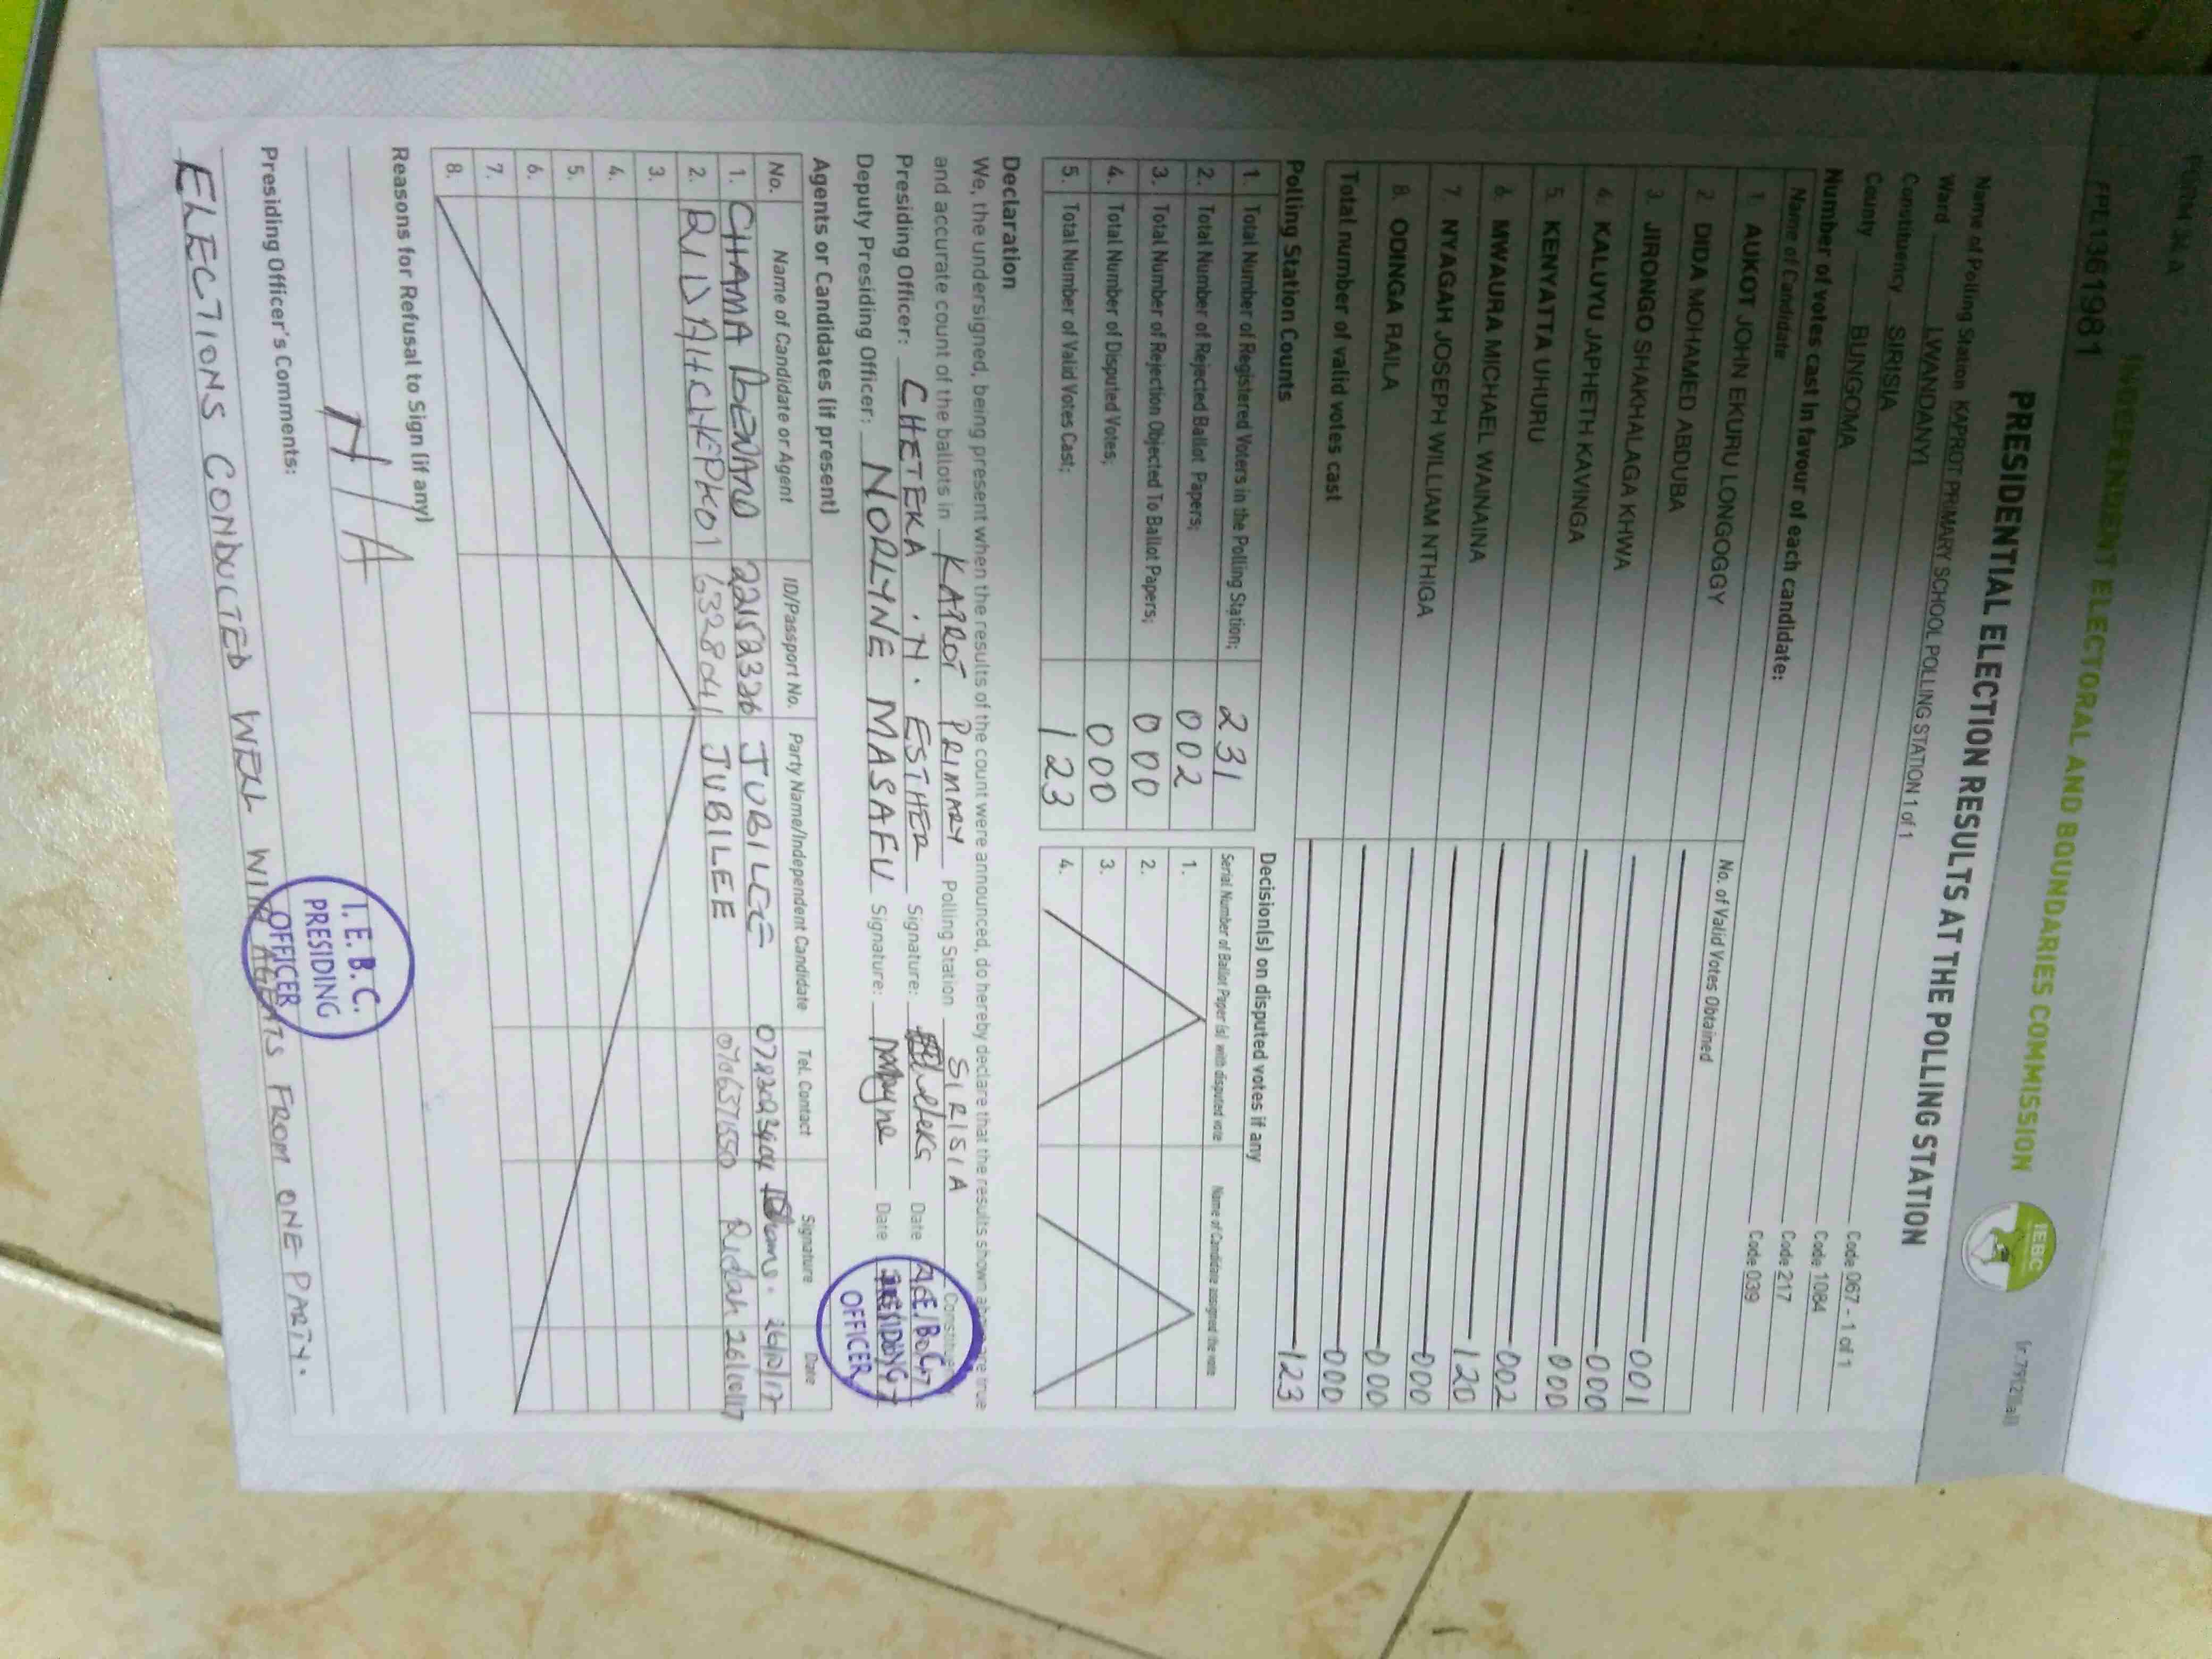 FORM 34 A
FPL1361981
INDEPENDENT ELECTORAL AND BOUNDARIES COMMISSION
IEBC
PRESIDENTIAL ELECTION RESULTS AT THE POLLING STATION
Name of Polling Station KAPROT PRIMARY SCHOOL POLLING STATION 1 of 1 Code 067 - 1 of 1
Ward LWANDANYI Code 1084
Constituency SIRISIA Code 217
County BUNGOMA Code 039
Number of votes cast in favour of each candidate:
Name of Candidate No. of Valid Votes Obtained
1. AUKOT JOHN EKURU LONGOGGY 001
2. DIDA MOHAMED ABDUBA 000
3. JIRONGO SHAKHALAGA KHWA 000
4. KALUYU JAPHETH KAVINGA 002
5. KENYATTA UHURU 120
6. MWAURA MICHAEL WAINAINA 000
7. NYAGAH JOSEPH WILLIAM NTHIGA 000
8. ODINGA RAILA 000
Total number of valid votes cast 123
Polling Station Counts
1. Total Number of Registered Voters in the Polling Station; 231
2. Total Number of Rejected Ballot Papers; 002
3. Total Number of Rejection Objected To Ballot Papers; 000
4. Total Number of Disputed Votes; 000
5. Total Number of Valid Votes Cast; 123
Decision(s) on disputed votes if any
Serial Number of Ballot Paper (s) with disputed vote Name of Candidate assigned the vote
1.
2.
3.
4.
Declaration
We, the undersigned, being present when the results of the count were announced, do hereby declare that the results shown above are true
and accurate count of the ballots in KAPROT PRIMARY Polling Station SIRISIA Constituency
Presiding Officer: CHETEKA .N. ESTHER Signature: Date
Deputy Presiding Officer: NORLYNE MASAFU Signature: Date
I.E.B.C.
PRESIDING
OFFICER
Agents or Candidates (if present)
No. Name of Candidate or Agent ID/Passport No. Party Name/Independent Candidate Tel. Contact Signature Date
1. CHAMA BENARD 22152326 JUBILEE 26/10/17
2. RIDAH CHEPKOI JUBILEE 0706371550 Ridah 26/10/17
3.
4.
5.
6.
7.
8.
Reasons for Refusal to Sign (if any)
N/A
Presiding Officer's Comments:
ELECTIONS CONDUCTED WELL WITH AGENTS FROM ONE PARTY.
I.E.B.C.
PRESIDING
OFFICER